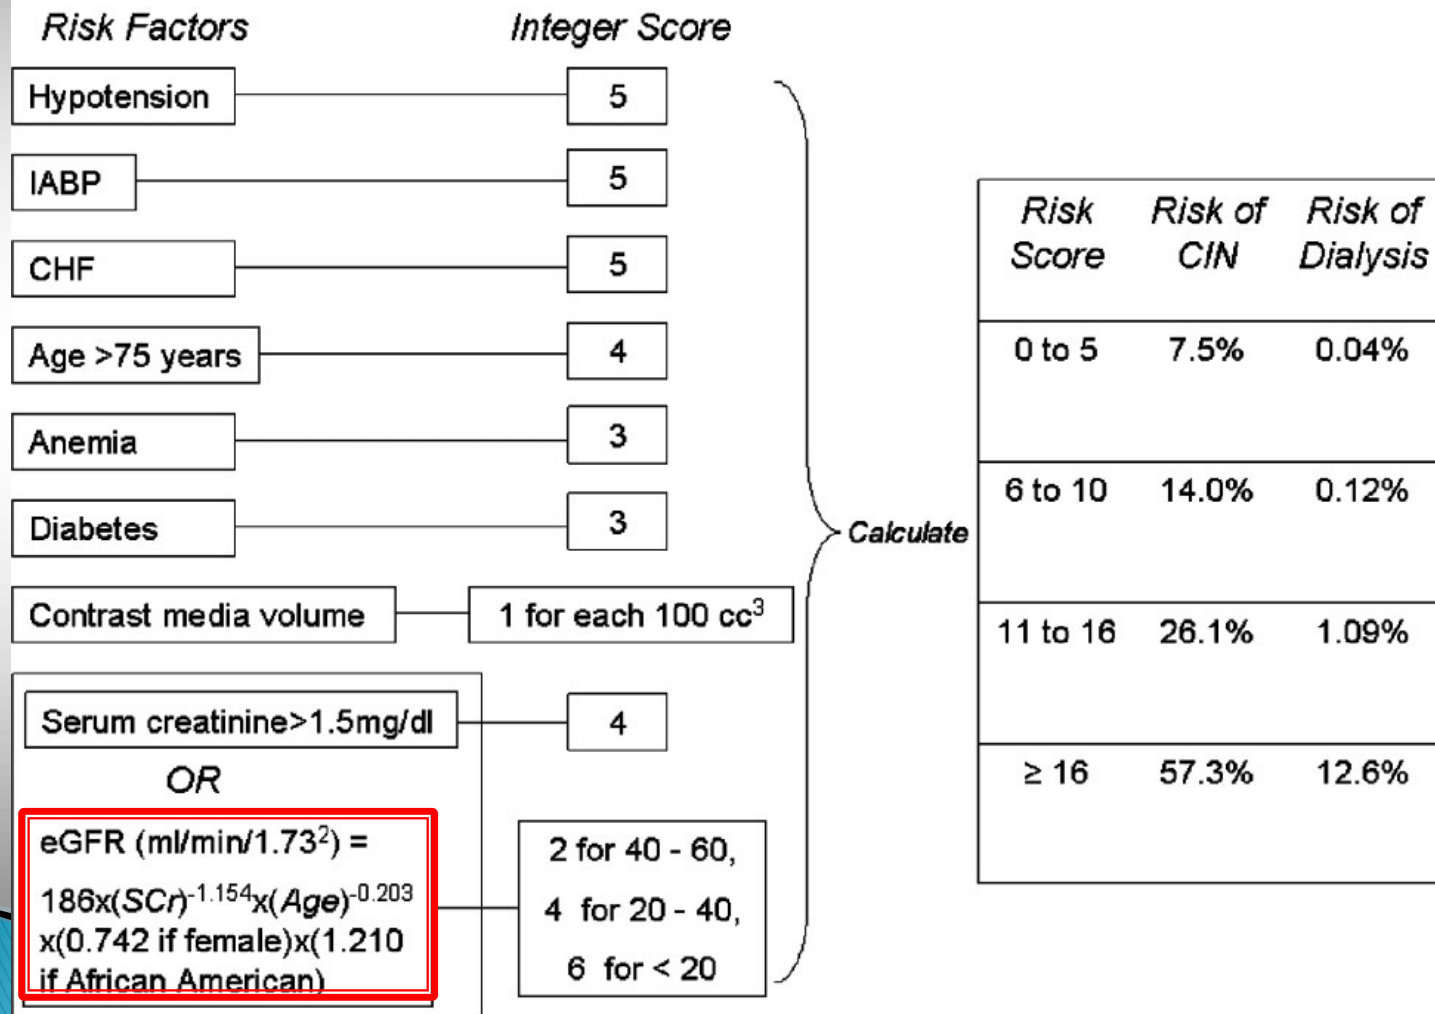 Risk Factors Integer Score
Hypotension 5
IABP 5
CHF 5
Age >75 years 4
Anemia 3
Diabetes 3
Contrast media volume 1 for each 100 cc³
Serum creatinine>1.5mg/dl 4
OR
eGFR (ml/min/1.73²) =
186x(SCr)⁻¹·¹⁵⁴x(Age)⁻⁰·²⁰³
x(0.742 if female)x(1.210
if African American)
2 for 40 - 60,
4 for 20 - 40,
6 for < 20
Calculate
Risk Risk of Risk of
Score CIN Dialysis
0 to 5 7.5% 0.04%
6 to 10 14.0% 0.12%
11 to 16 26.1% 1.09%
≥ 16 57.3% 12.6%